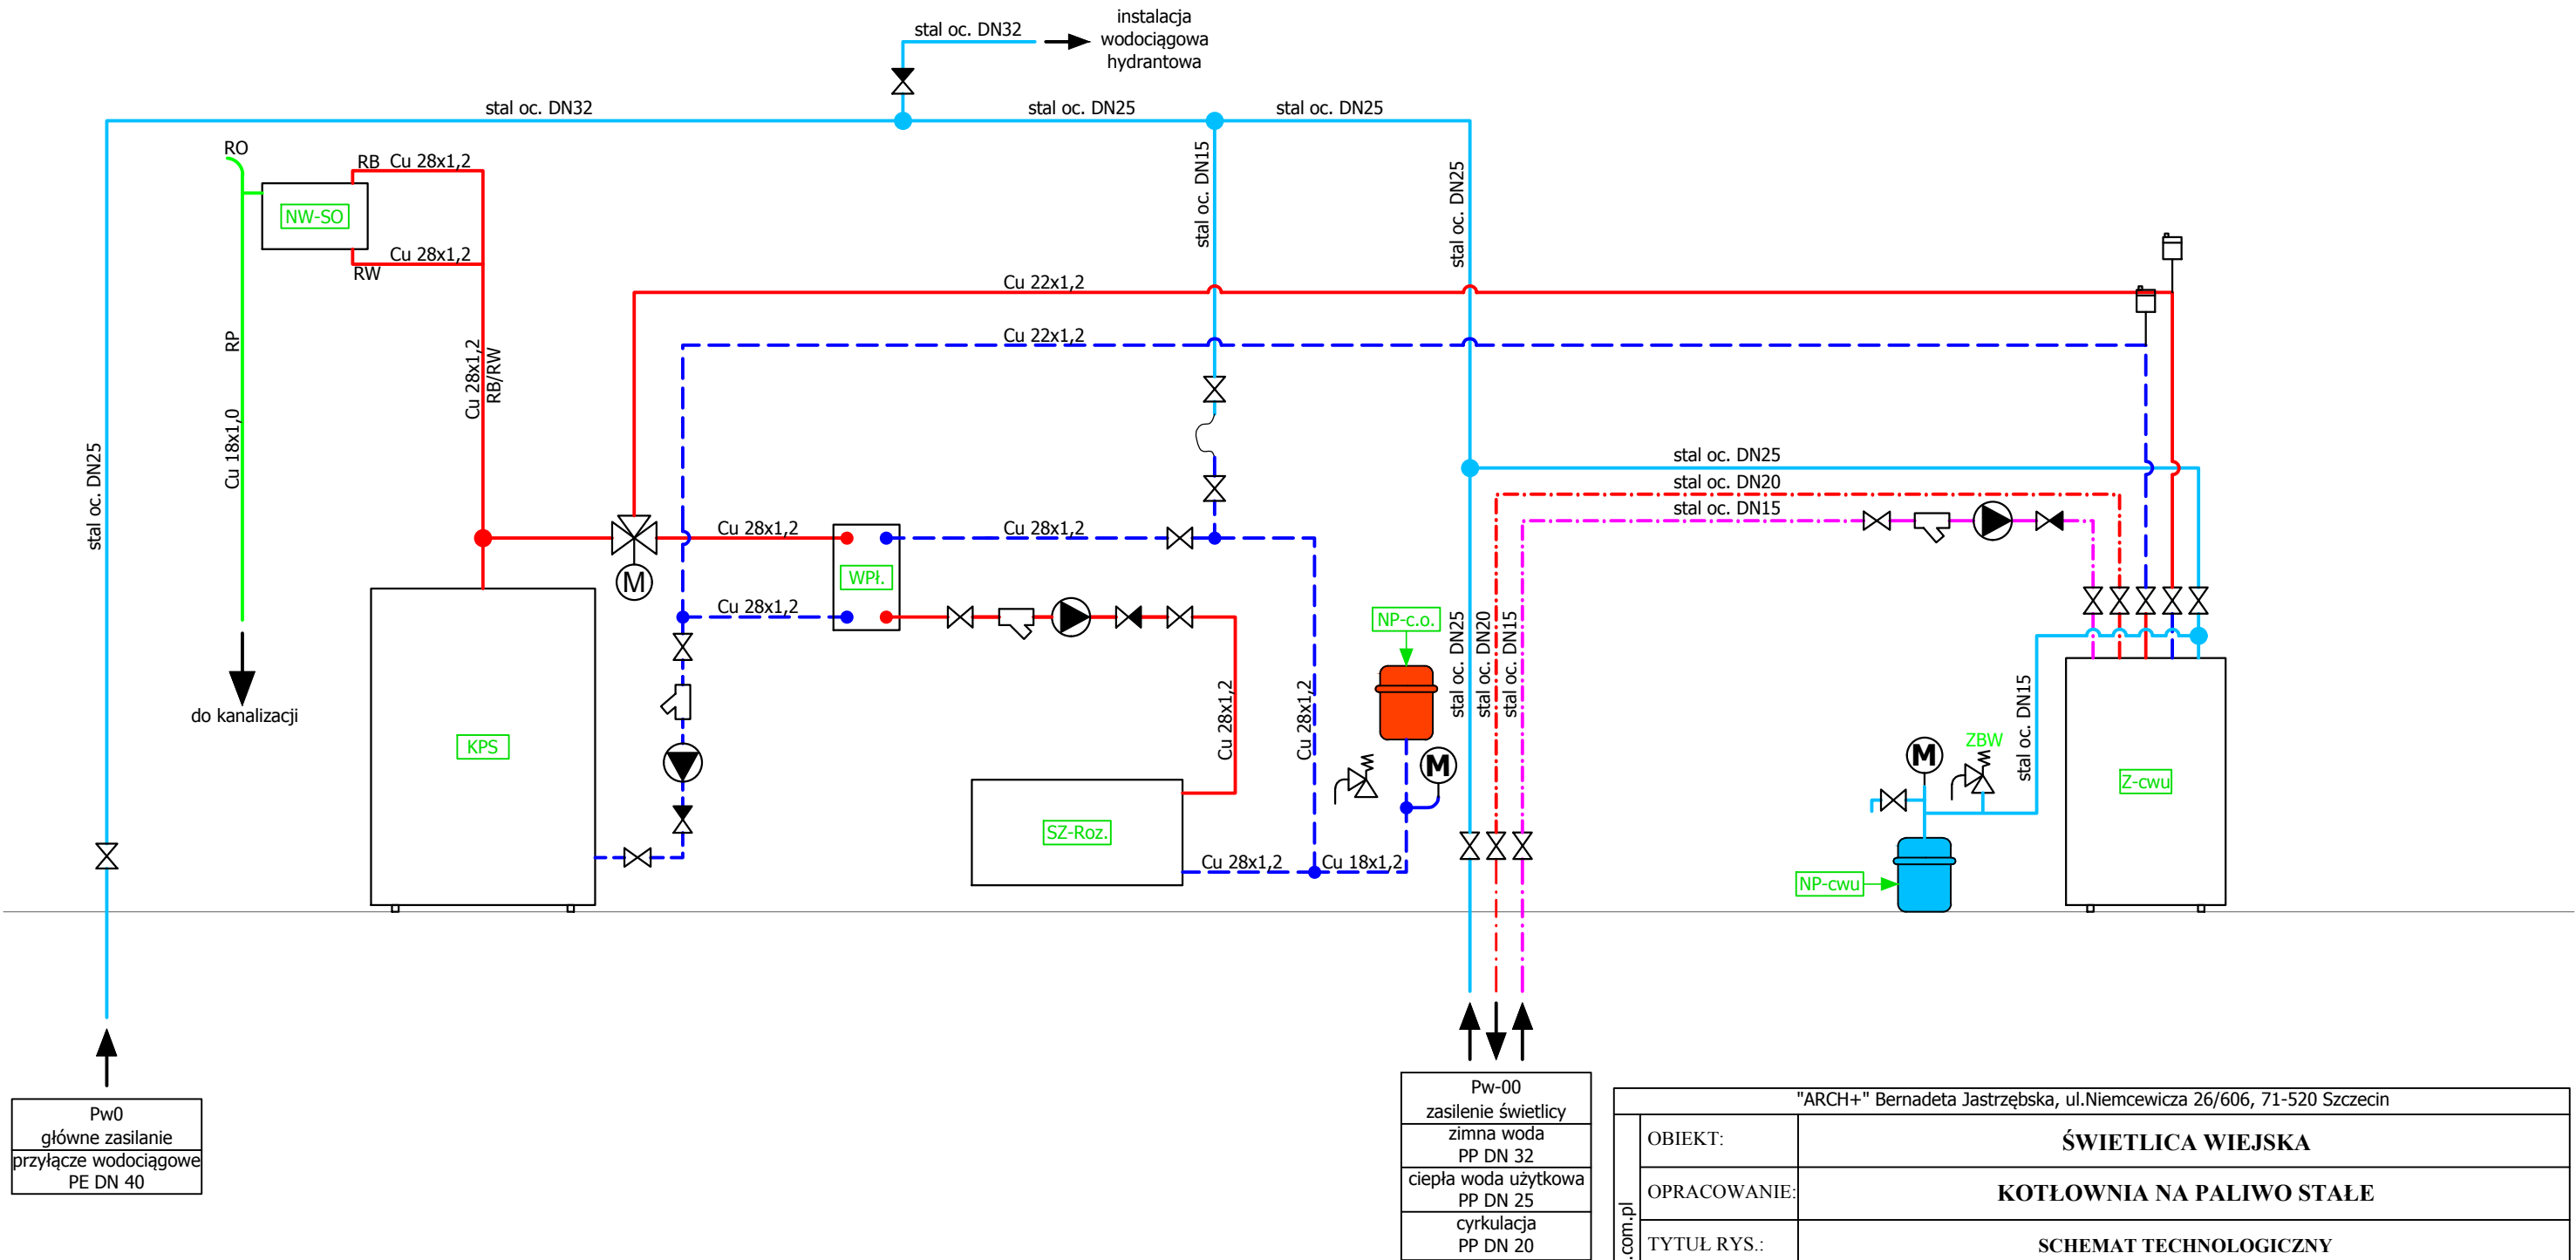 instalacja
wodociągowa
hydrantowa
stal oc. DN32
stal oc. DN32
stal oc. DN25
stal oc. DN25
RO
RB Cu 28x1,2
NW-SO
Cu 28x1,2
RW
stal oc. DN15
stal oc. DN25
Cu 22x1,2
Cu 22x1,2
RP
Cu 18x1,0
Cu 28x1,2
RB/RW
stal oc. DN25
stal oc. DN25
stal oc. DN20
stal oc. DN15
Cu 28x1,2
Cu 28x1,2
M
WPł.
Cu 28x1,2
NP-c.o.
stal oc. DN25
stal oc. DN20
stal oc. DN15
do kanalizacji
KPS
Cu 28x1,2
Cu 28x1,2
M
M
ZBW
stal oc. DN15
Z-cwu
SZ-Roz.
Cu 28x1,2
Cu 18x1,2
NP-cwu
Pw0
główne zasilanie
przyłącze wodociągowe
PE DN 40
Pw-00
zasilenie świetlicy
zimna woda
PP DN 32
ciepła woda użytkowa
PP DN 25
cyrkulacja
PP DN 20
"ARCH+" Bernadeta Jastrzębska, ul.Niemcewicza 26/606, 71-520 Szczecin
OBIEKT:
ŚWIETLICA WIEJSKA
OPRACOWANIE:
KOTŁOWNIA NA PALIWO STAŁE
TYTUŁ RYS.:
SCHEMAT TECHNOLOGICZNY
.com.pl